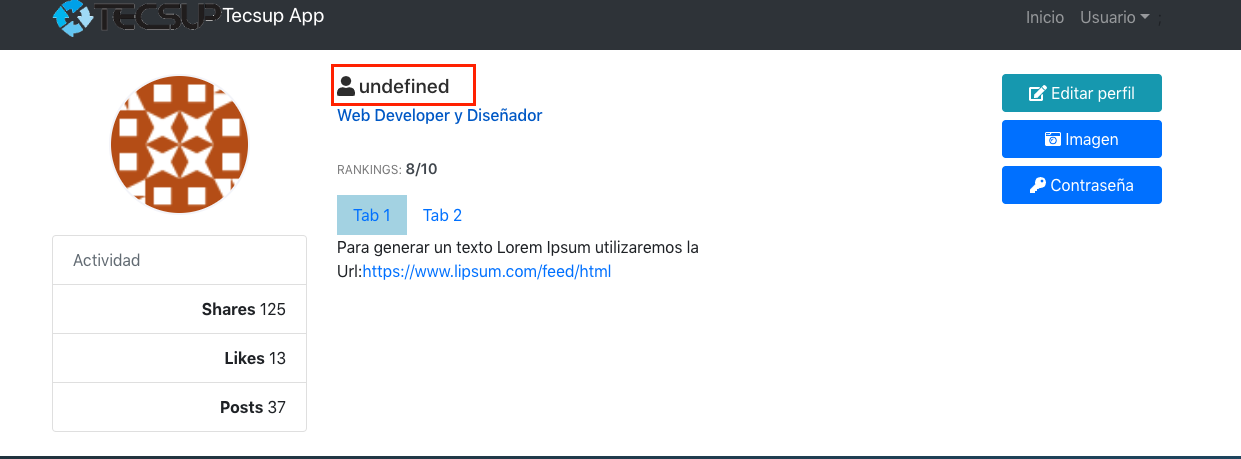 TECSUP Tecsup App
Inicio Usuario
undefined
Web Developer y Diseñador
RANKINGS: 8/10
Tab 1 Tab 2
Para generar un texto Lorem Ipsum utilizaremos la
Url:https://www.lipsum.com/feed/html
Editar perfil
Imagen
Contraseña
Actividad
Shares 125
Likes 13
Posts 37